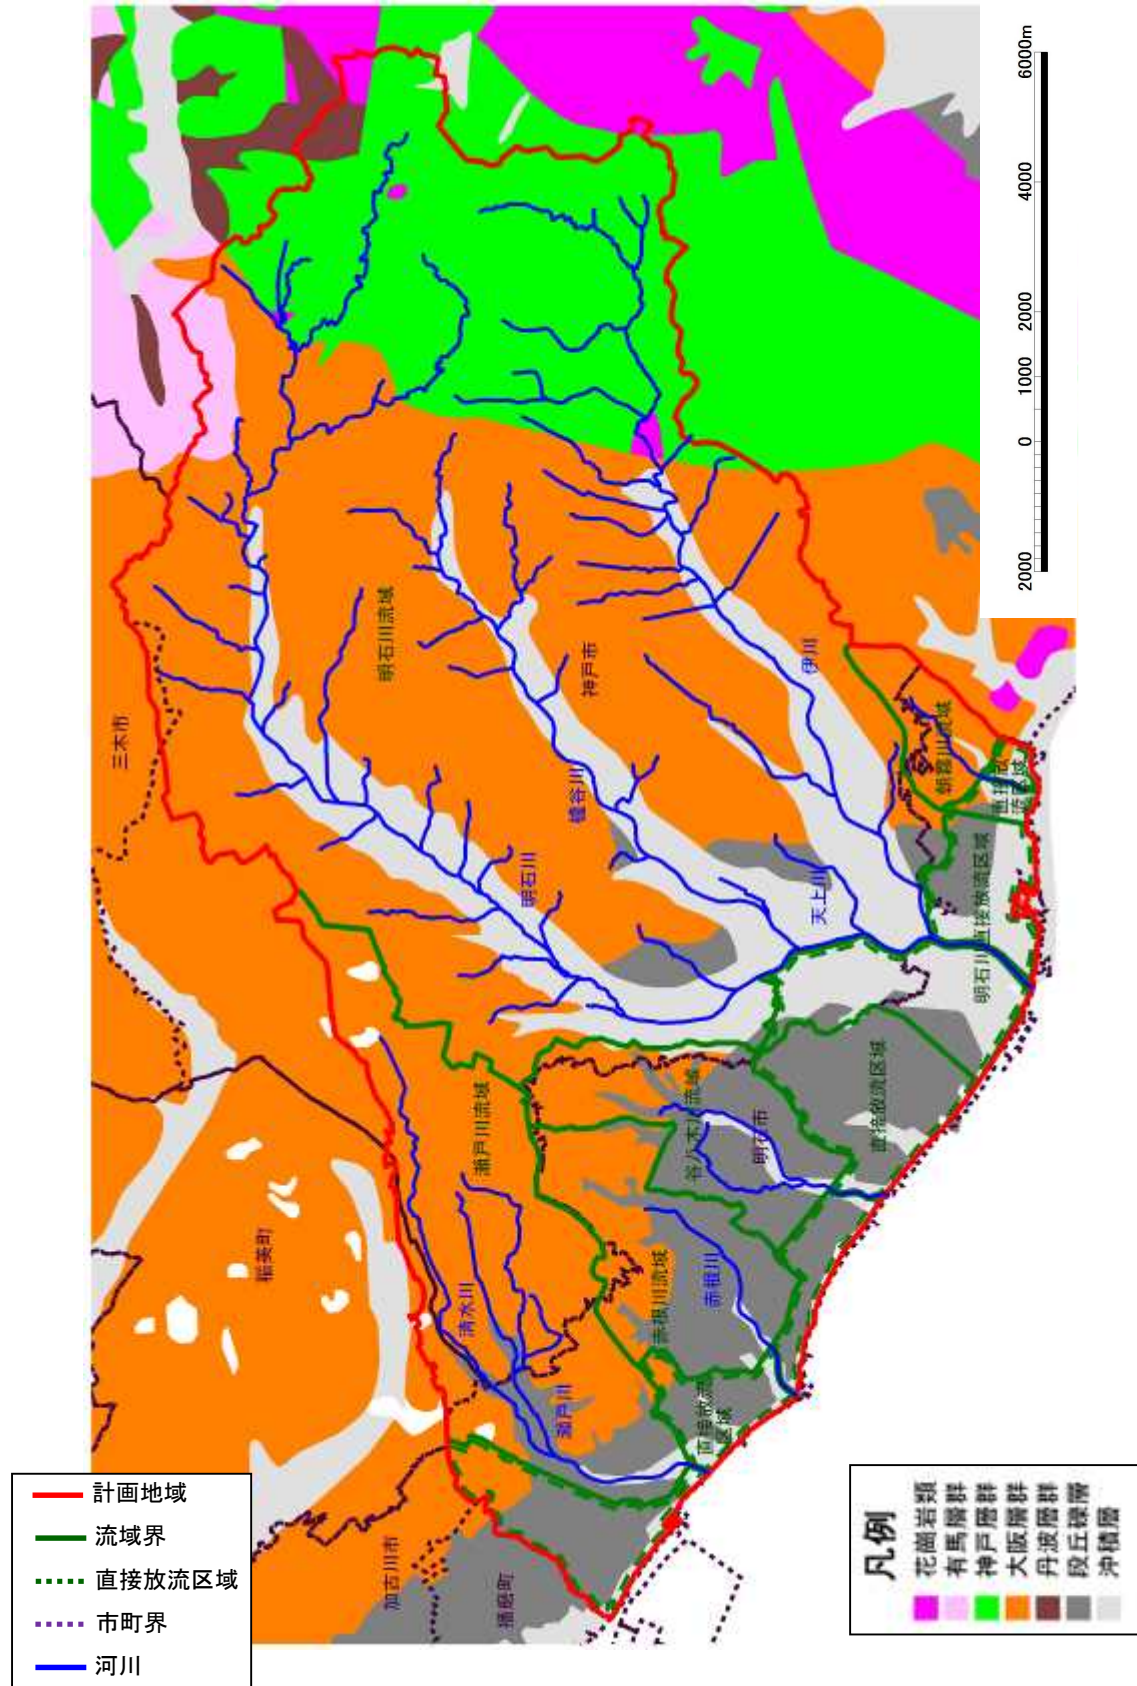 6000m
4000
2000
1000
0
2000
三木市
明石川流域
神戸市
伊川
櫨谷川
明石川
天上川
朝霧川流域
直接放
流区域
明石川直接放流区域
瀬戸川流域
谷八木川流域
明石市
直接放流区域
稲美町
清水川
赤根川流域
赤根川
瀬戸川
直接放流
区域
加古川市
播磨町
計画地域
流域界
直接放流区域
市町界
河川
凡例
花崗岩類
有馬層群
神戸層群
大阪層群
丹波層群
段丘礫層
沖積層